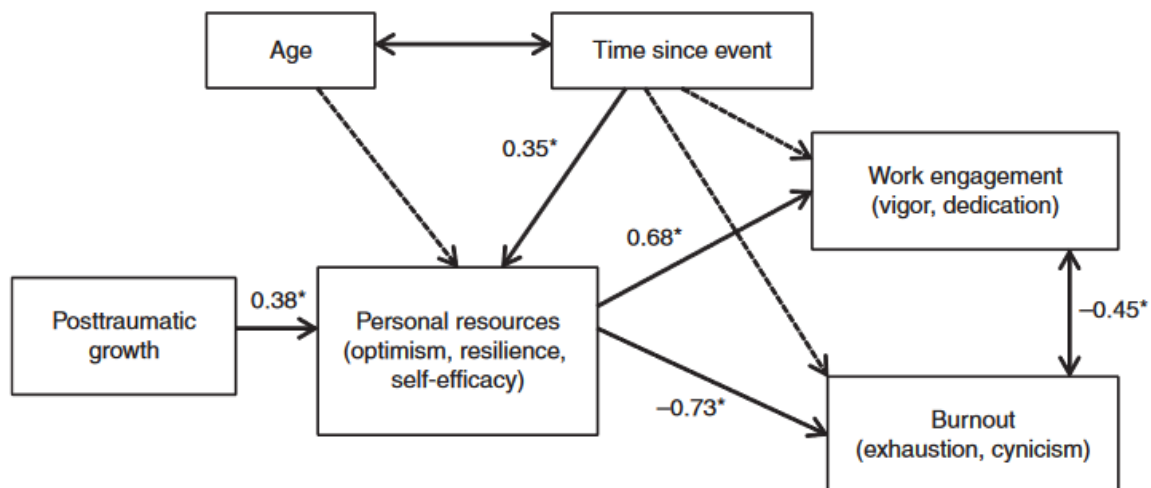 Age
Time since event
0.35*
Work engagement
(vigor, dedication)
0.68*
0.38*
Posttraumatic
growth
Personal resources
(optimism, resilience,
self-efficacy)
–0.45*
–0.73*
Burnout
(exhaustion, cynicism)